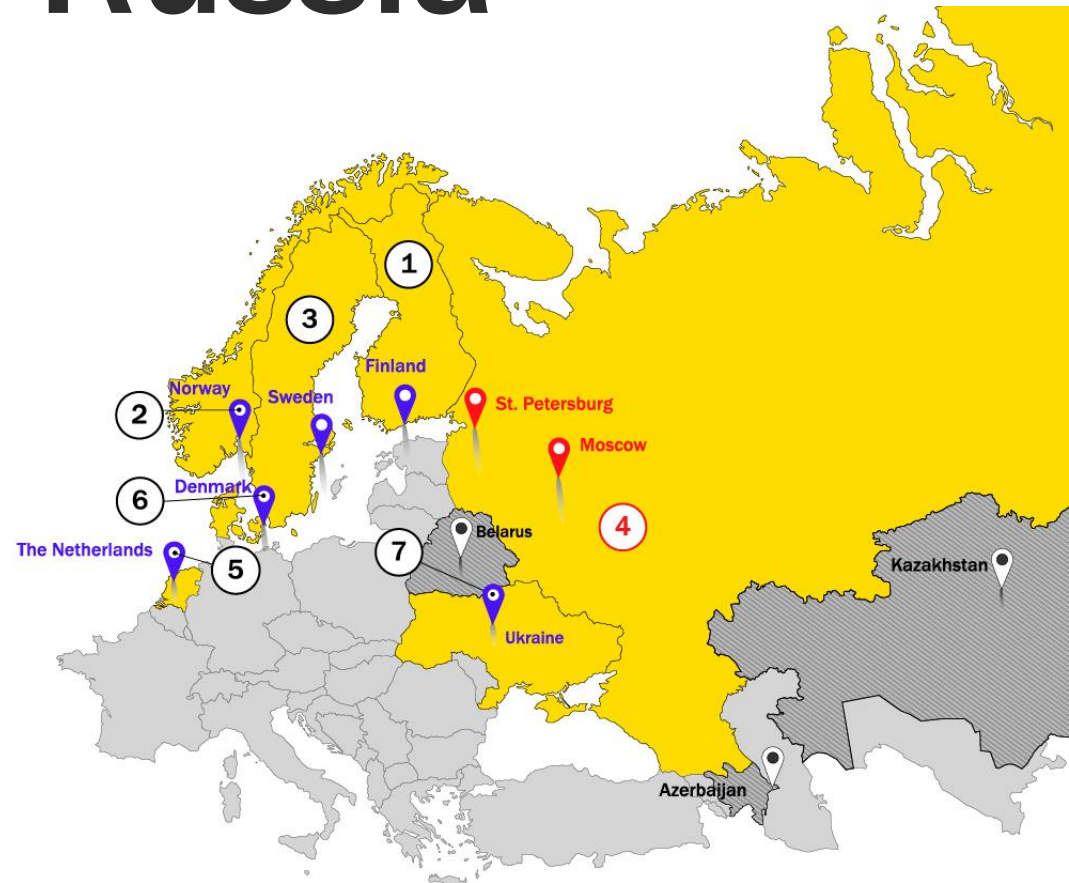 Russia
1
3
Finland
Norway
Sweden
2
St. Petersburg
Moscow
Denmark
6
4
Belarus
The Netherlands
7
5
Kazakhstan
Ukraine
Azerbaijan